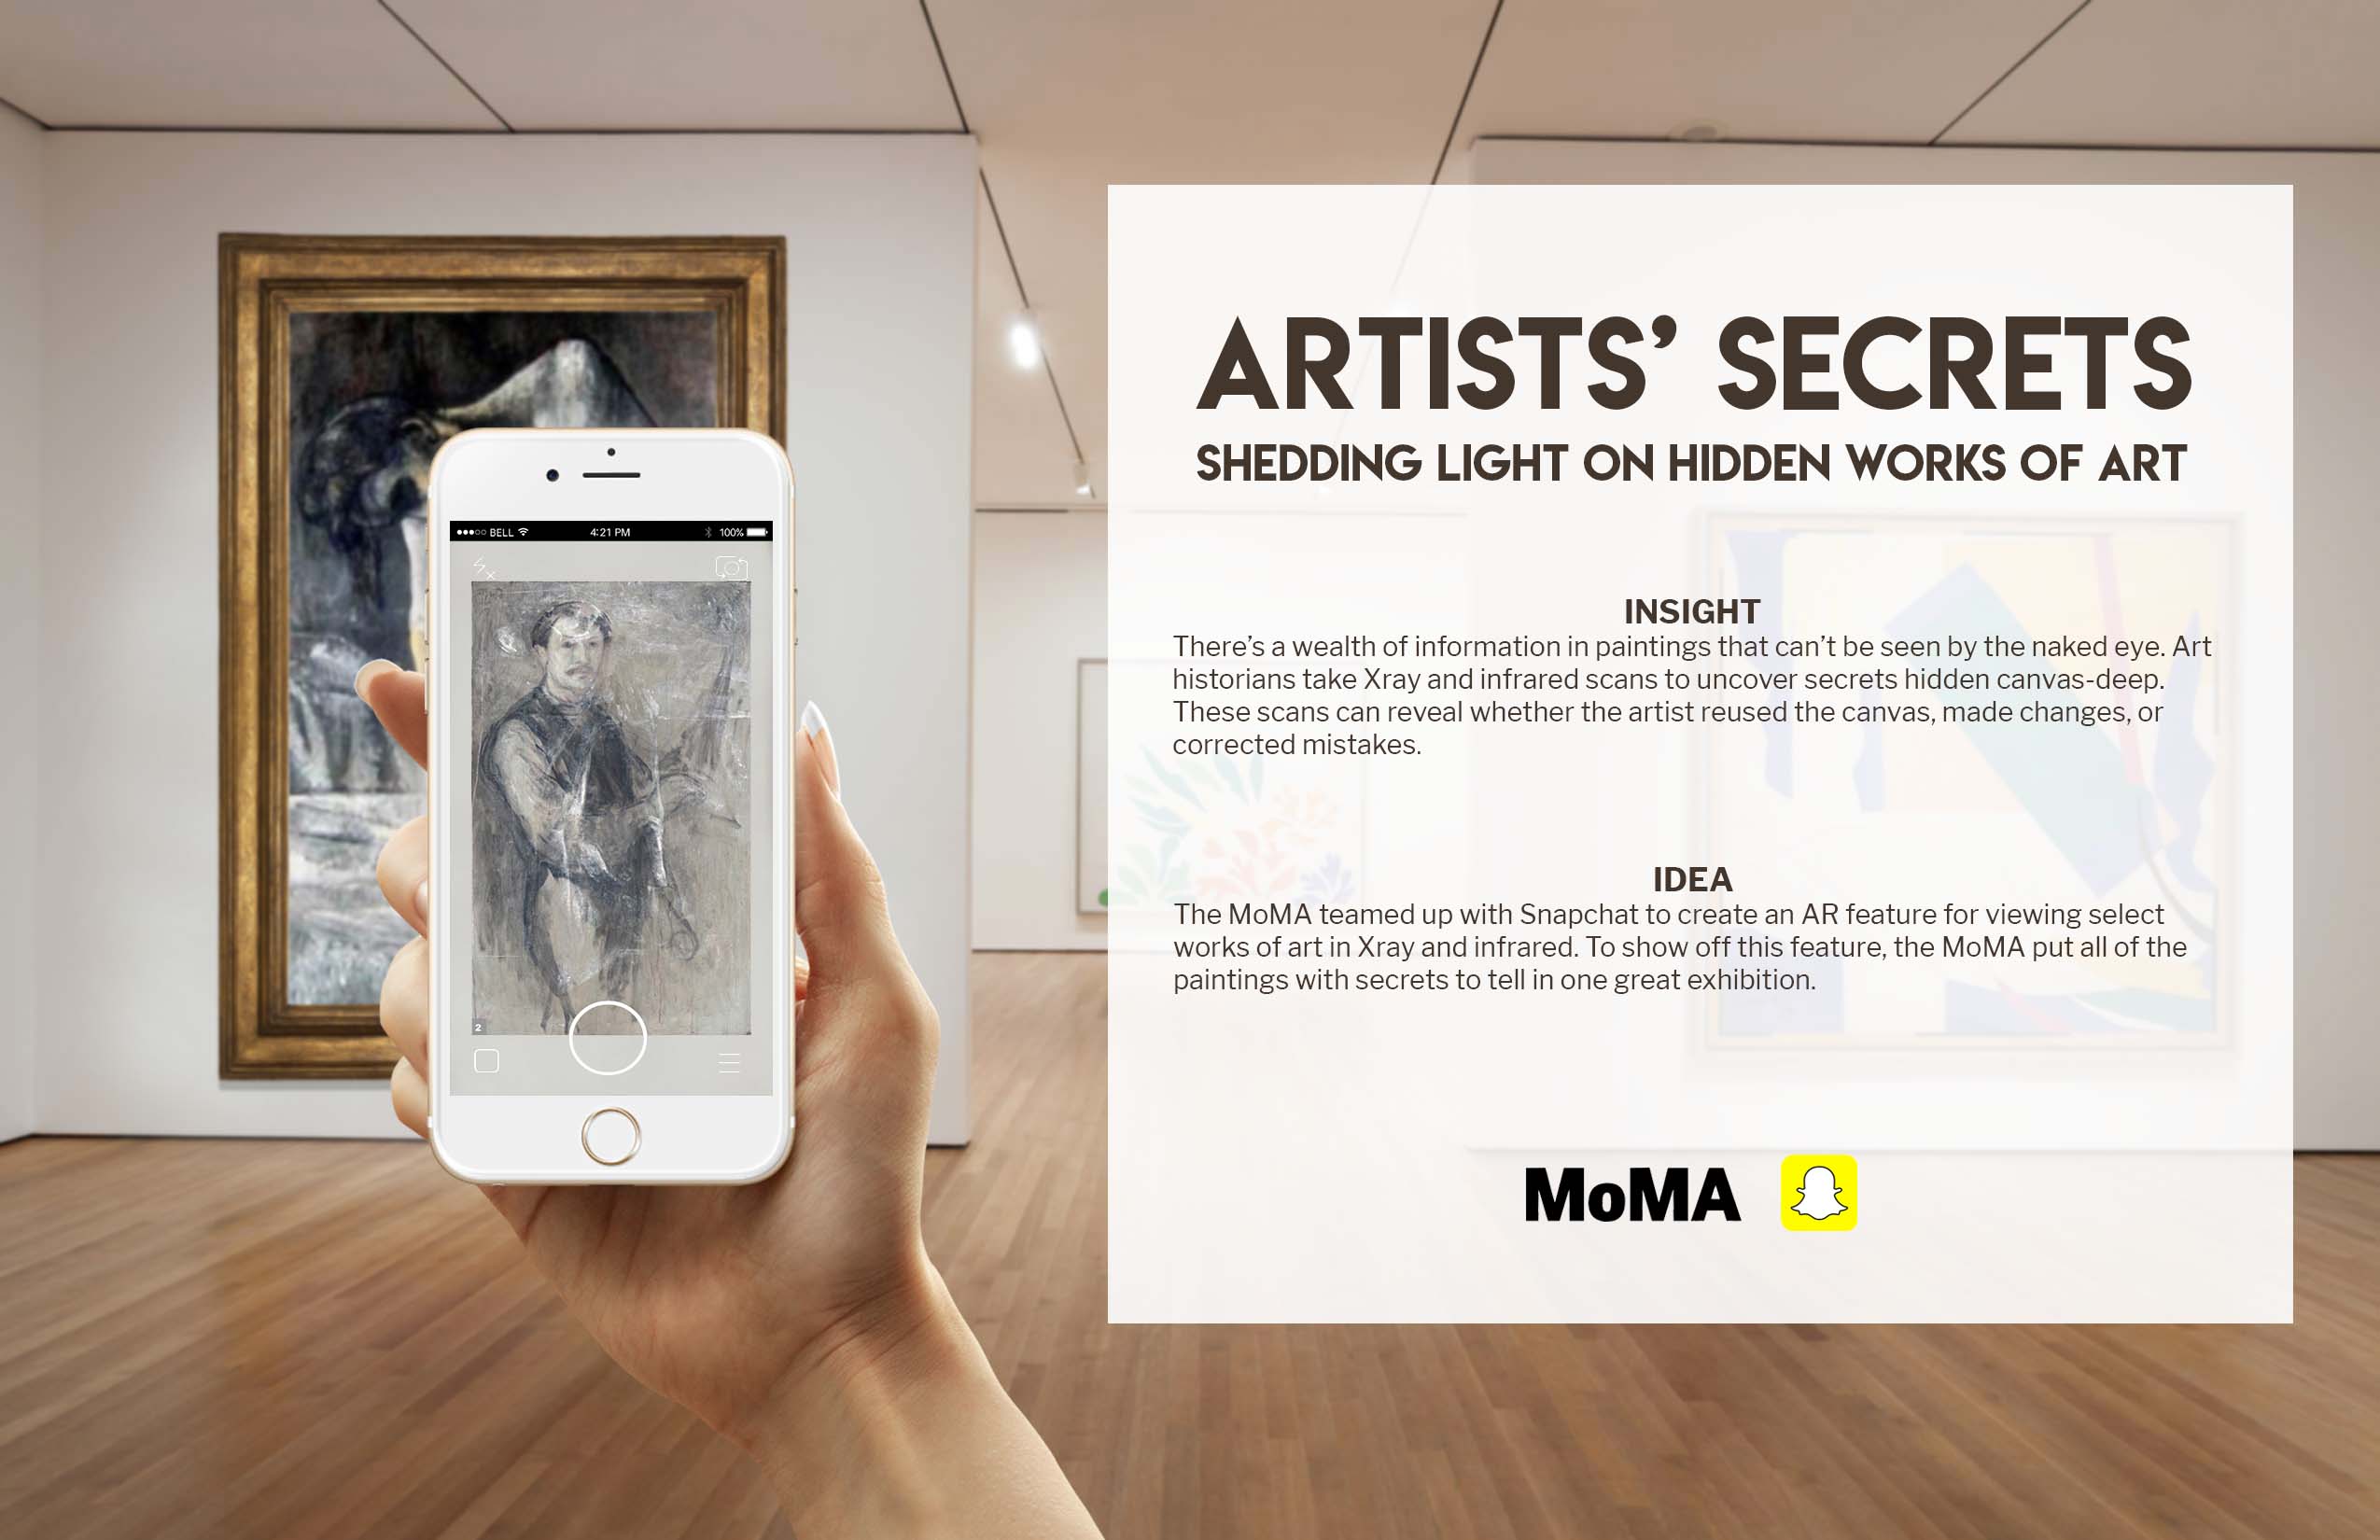 BELL
4:21 PM
100%
2
ARTISTS’ SECRETS
SHEDDING LIGHT ON HIDDEN WORKS OF ART
INSIGHT
There’s a wealth of information in paintings that can’t be seen by the naked eye. Art
historians take Xray and infrared scans to uncover secrets hidden canvas-deep.
These scans can reveal whether the artist reused the canvas, made changes, or
corrected mistakes.
IDEA
The MoMA teamed up with Snapchat to create an AR feature for viewing select
works of art in Xray and infrared. To show off this feature, the MoMA put all of the
paintings with secrets to tell in one great exhibition.
MoMA